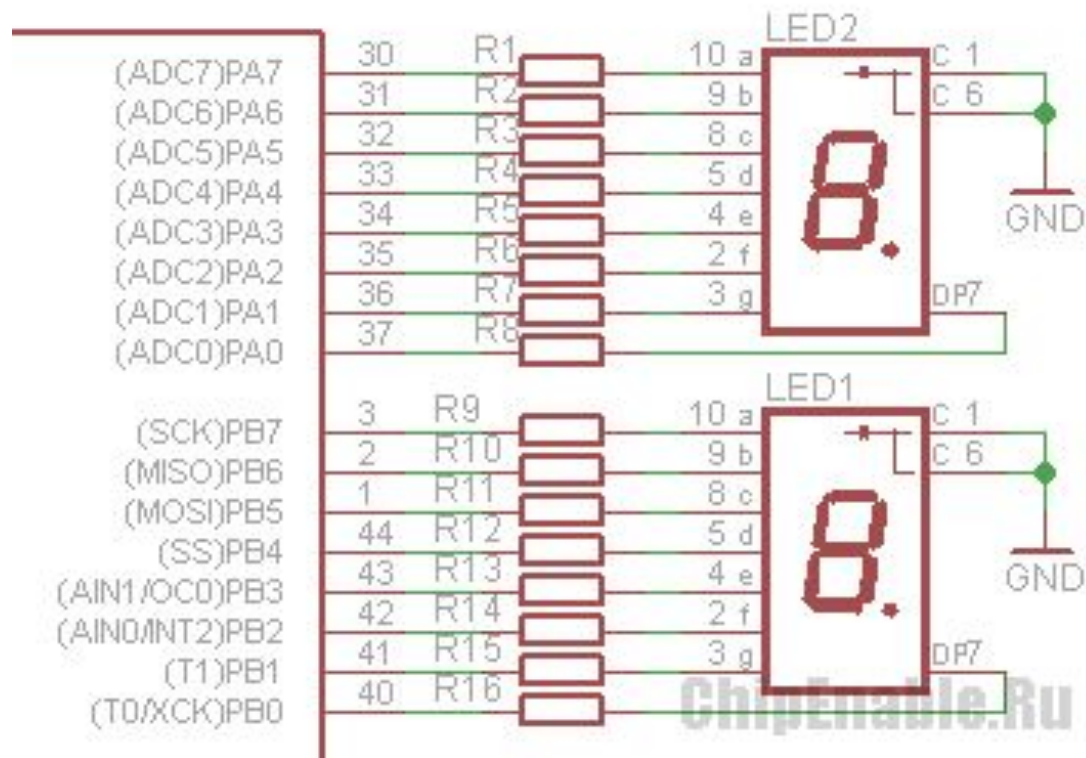 LED2
(ADC7)PA7 30 R1 10 a C 1
(ADC6)PA6 31 R2 9 b C 6
(ADC5)PA5 32 R3 8 c
(ADC4)PA4 33 R4 5 d
(ADC3)PA3 34 R5 4 e GND
(ADC2)PA2 35 R6 2 f
(ADC1)PA1 36 R7 3 g DP7
(ADC0)PA0 37 R8
LED1
(SCK)PB7 3 R9 10 a C 1
(MISO)PB6 2 R10 9 b C 6
(MOSI)PB5 1 R11 8 c
(SS)PB4 44 R12 5 d
(AIN1/OC0)PB3 43 R13 4 e GND
(AIN0/INT2)PB2 42 R14 2 f
(T1)PB1 41 R15 3 g DP7
(T0/XCK)PB0 40 R16
ChipEnable.Ru